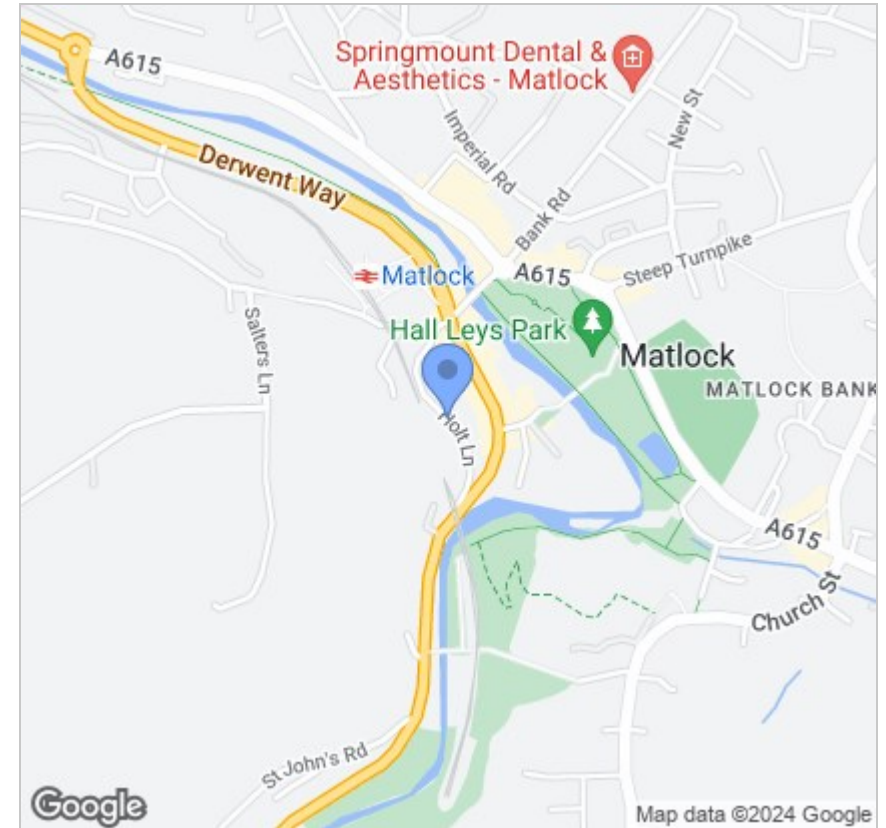 A615
Springmount Dental &
Aesthetics - Matlock
New St
Imperial Rd
Derwent Way
Bank Rd
Steep Turnpike
A615
Matlock
Salters Ln
Hall Leys Park
Matlock
MATLOCK BANK
Holt Ln
A615
Church St
St John's Rd
Google
Map data ©2024 Google